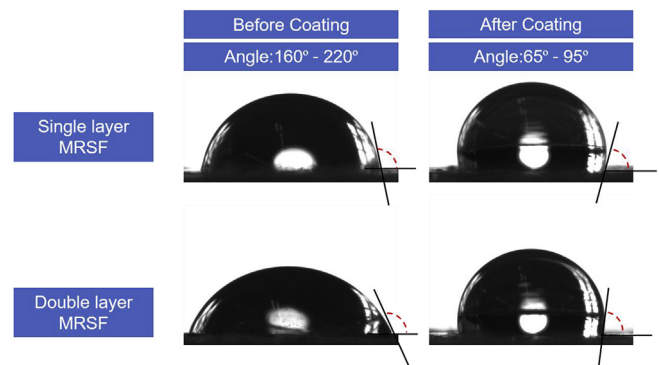 Before Coating
After Coating
Angle:160º - 220º
Angle:65º - 95º
Single layer
MRSF
Double layer
MRSF